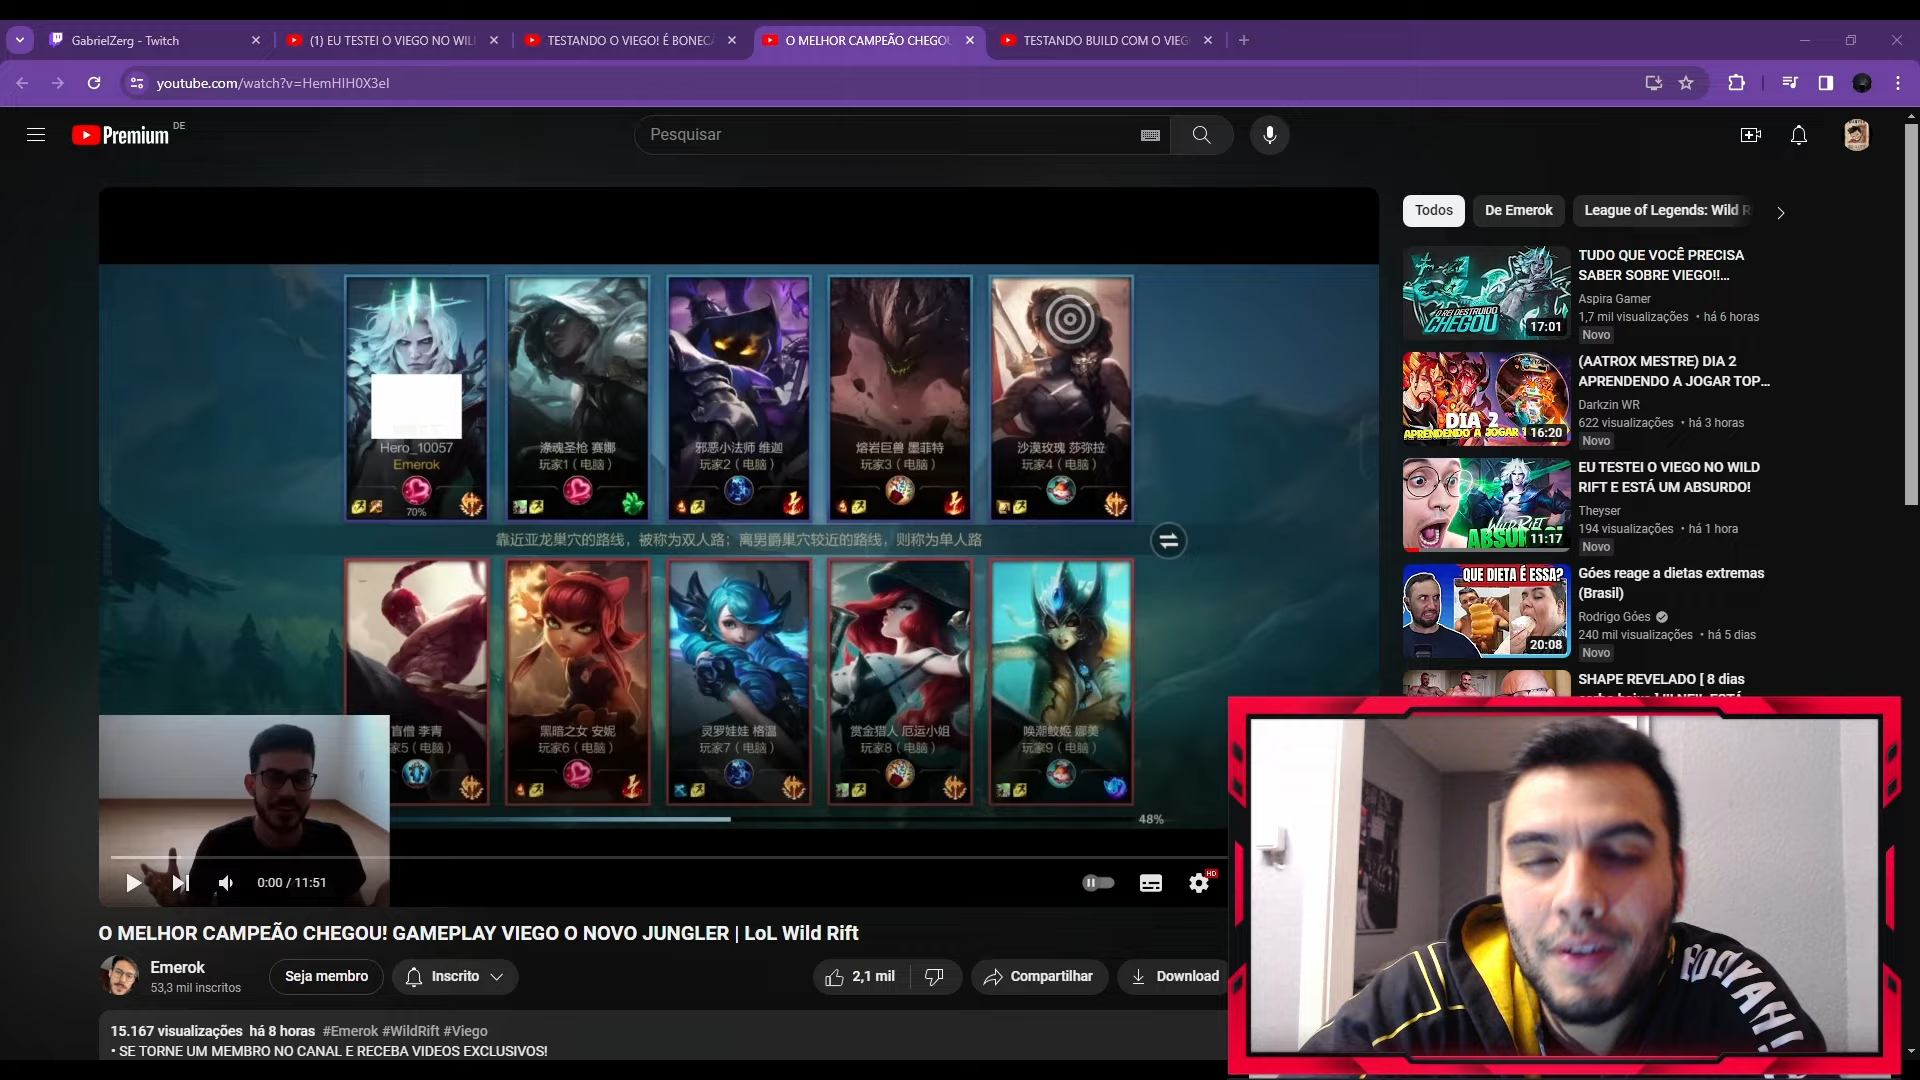 GabrielZerg - Twitch
(1) EU TESTEI O VIEGO NO WIL
TESTANDO O VIEGO! É BONECA
O MELHOR CAMPEÃO CHEGOU
TESTANDO BUILD COM O VIEG
youtube.com/watch?v=HemHIH0X3eI
Premium DE
Pesquisar
Hero_10057
Emerok
70%
涤魂圣枪 赛娜
玩家1（电脑）
邪恶小法师 维迦
玩家2（电脑）
熔岩巨兽 墨菲特
玩家3（电脑）
沙漠玫瑰 莎弥拉
玩家4（电脑）
靠近亚龙巢穴的路线，被称为双人路；离男爵巢穴较近的路线，则称为单人路
盲僧 李青
家5（电脑）
黑暗之女 安妮
玩家6（电脑）
灵罗娃娃 格温
玩家7（电脑）
赏金猎人 厄运小姐
玩家8（电脑）
唤潮鲛姬 娜美
玩家9（电脑）
48%
0:00 / 11:51
HD
O MELHOR CAMPEÃO CHEGOU! GAMEPLAY VIEGO O NOVO JUNGLER | LoL Wild Rift
Emerok
53,3 mil inscritos
Seja membro
Inscrito
2,1 mil
Compartilhar
Download
15.167 visualizações há 8 horas #Emerok #WildRift #Viego
• SE TORNE UM MEMBRO NO CANAL E RECEBA VIDEOS EXCLUSIVOS!
Todos
De Emerok
League of Legends: Wild R
O REI DESTRUIDO
CHEGOU
17:01
TUDO QUE VOCÊ PRECISA
SABER SOBRE VIEGO!!...
Aspira Gamer
1,7 mil visualizações • há 6 horas
Novo
DIA 2
APRENDENDO A JOGAR
16:20
(AATROX MESTRE) DIA 2
APRENDENDO A JOGAR TOP...
Darkzin WR
622 visualizações • há 3 horas
Novo
WILD RIFT
ABSUR
11:17
EU TESTEI O VIEGO NO WILD
RIFT E ESTÁ UM ABSURDO!
Theyser
194 visualizações • há 1 hora
Novo
QUE DIETA É ESSA?
20:08
Góes reage a dietas extremas
(Brasil)
Rodrigo Góes
240 mil visualizações • há 5 dias
Novo
SHAPE REVELADO [ 8 dias
BOOYAH!